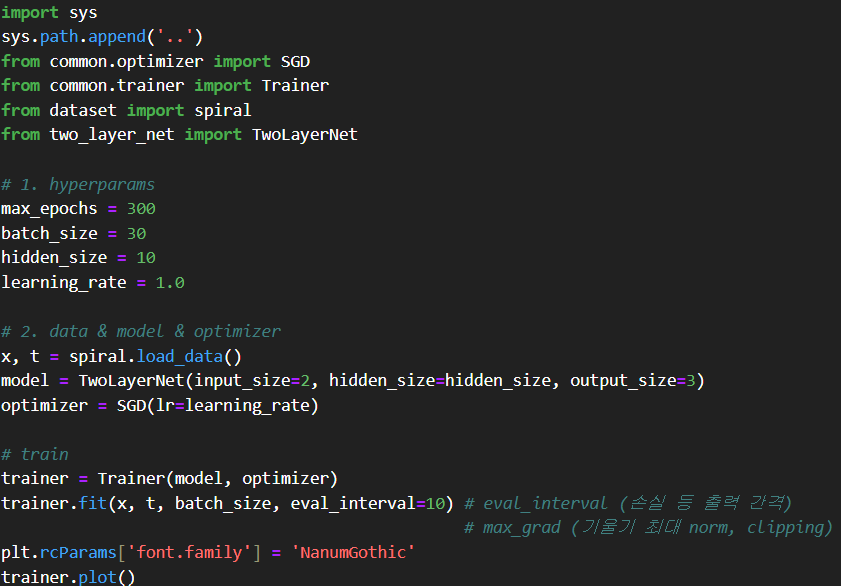 import sys
sys.path.append('..')
from common.optimizer import SGD
from common.trainer import Trainer
from dataset import spiral
from two_layer_net import TwoLayerNet
# 1. hyperparams
max_epochs = 300
batch_size = 30
hidden_size = 10
learning_rate = 1.0
# 2. data & model & optimizer
x, t = spiral.load_data()
model = TwoLayerNet(input_size=2, hidden_size=hidden_size, output_size=3)
optimizer = SGD(lr=learning_rate)
# train
trainer = Trainer(model, optimizer)
trainer.fit(x, t, batch_size, eval_interval=10) # eval_interval (손실 등 출력 간격)
# max_grad (기울기 최대 norm, clipping)
plt.rcParams['font.family'] = 'NanumGothic'
trainer.plot()